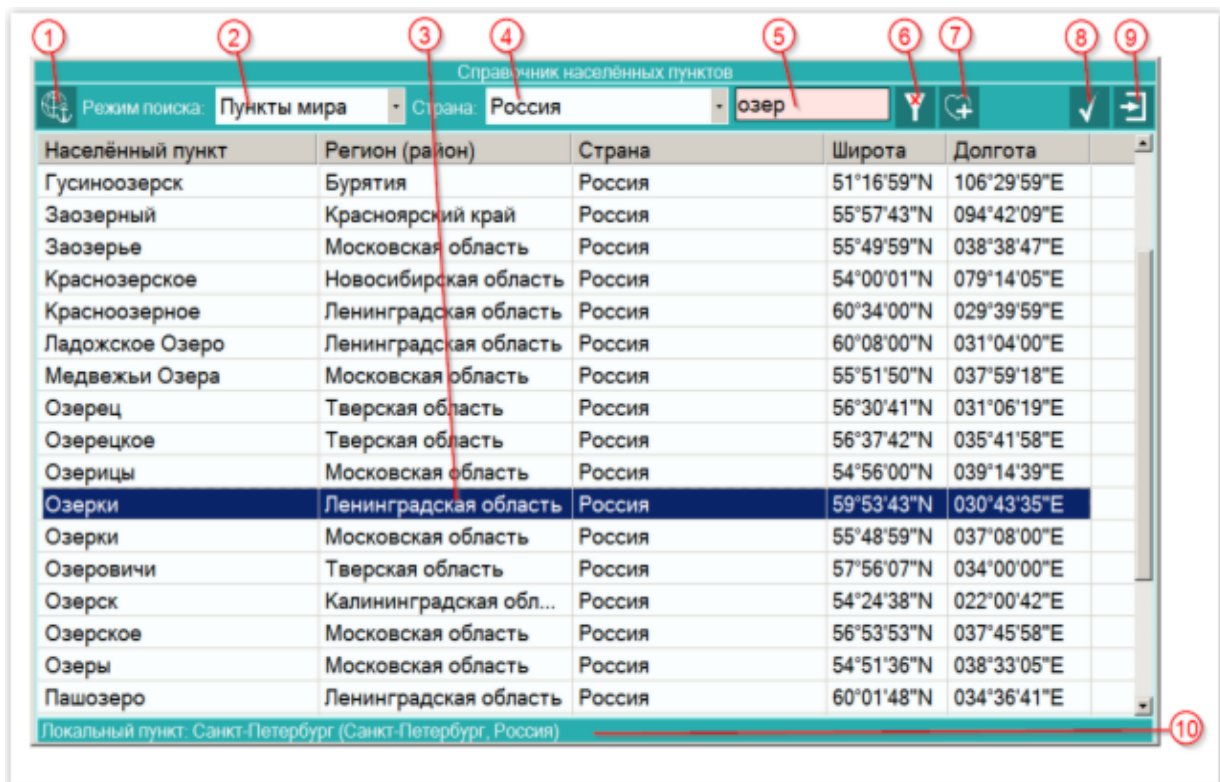 1 2 3 4 5 6 7 8 9
Справочник населённых пунктов
Режим поиска: Пункты мира Страна: Россия озер
Населённый пункт Регион (район) Страна Широта Долгота
Гусиноозерск Бурятия Россия 51°16'59"N 106°29'59"E
Заозерный Красноярский край Россия 55°57'43"N 094°42'09"E
Заозерье Московская область Россия 55°49'59"N 038°38'47"E
Краснозерское Новосибирская область Россия 54°00'01"N 079°14'05"E
Красноозерное Ленинградская область Россия 60°34'00"N 029°39'59"E
Ладожское Озеро Ленинградская область Россия 60°08'00"N 031°04'00"E
Медвежьи Озера Московская область Россия 55°51'50"N 037°59'18"E
Озерец Тверская область Россия 56°30'41"N 031°06'19"E
Озерецкое Тверская область Россия 56°37'42"N 035°41'58"E
Озерицы Московская область Россия 54°56'00"N 039°14'39"E
Озерки Ленинградская область Россия 59°53'43"N 030°43'35"E
Озерки Московская область Россия 55°48'59"N 037°08'00"E
Озеровичи Тверская область Россия 57°56'07"N 034°00'00"E
Озерск Калининградская обл... Россия 54°24'38"N 022°00'42"E
Озерское Московская область Россия 56°53'53"N 037°45'58"E
Озеры Московская область Россия 54°51'36"N 038°33'05"E
Пашозеро Ленинградская область Россия 60°01'48"N 034°36'41"E
Локальный пункт: Санкт-Петербург (Санкт-Петербург, Россия) 10